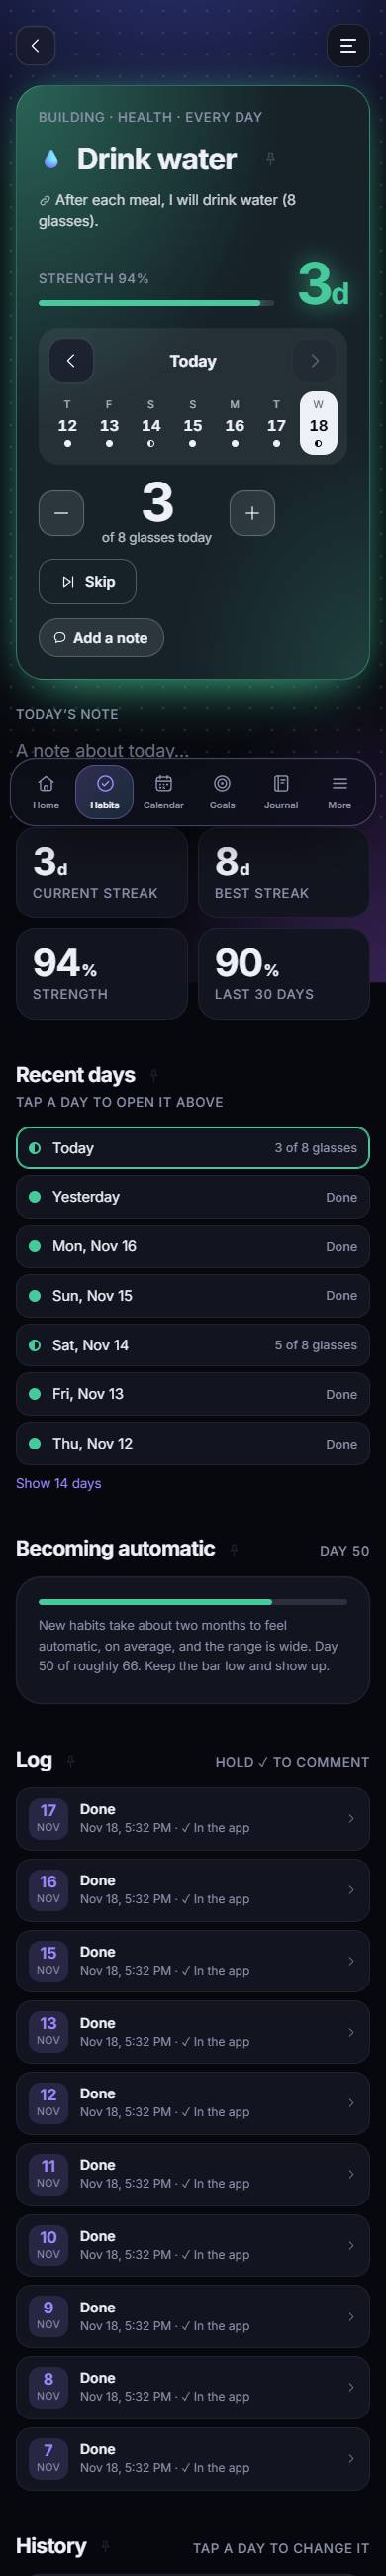 BUILDING · HEALTH · EVERY DAY
💧 Drink water
After each meal, I will drink water (8
glasses).
STRENGTH 94%
3d
Today
T F S S M T W
12 13 14 15 16 17 18
3
of 8 glasses today
Skip
Add a note
TODAY'S NOTE
A note about today...
Home Habits Calendar Goals Journal More
3d
CURRENT STREAK
8d
BEST STREAK
94%
STRENGTH
90%
LAST 30 DAYS
Recent days
TAP A DAY TO OPEN IT ABOVE
Today 3 of 8 glasses
Yesterday Done
Mon, Nov 16 Done
Sun, Nov 15 Done
Sat, Nov 14 5 of 8 glasses
Fri, Nov 13 Done
Thu, Nov 12 Done
Show 14 days
Becoming automatic DAY 50
New habits take about two months to feel
automatic, on average, and the range is wide. Day
50 of roughly 66. Keep the bar low and show up.
Log HOLD ✓ TO COMMENT
17 NOV Done
Nov 18, 5:32 PM · ✓ In the app
16 NOV Done
Nov 18, 5:32 PM · ✓ In the app
15 NOV Done
Nov 18, 5:32 PM · ✓ In the app
13 NOV Done
Nov 18, 5:32 PM · ✓ In the app
12 NOV Done
Nov 18, 5:32 PM · ✓ In the app
11 NOV Done
Nov 18, 5:32 PM · ✓ In the app
10 NOV Done
Nov 18, 5:32 PM · ✓ In the app
9 NOV Done
Nov 18, 5:32 PM · ✓ In the app
8 NOV Done
Nov 18, 5:32 PM · ✓ In the app
7 NOV Done
Nov 18, 5:32 PM · ✓ In the app
History TAP A DAY TO CHANGE IT